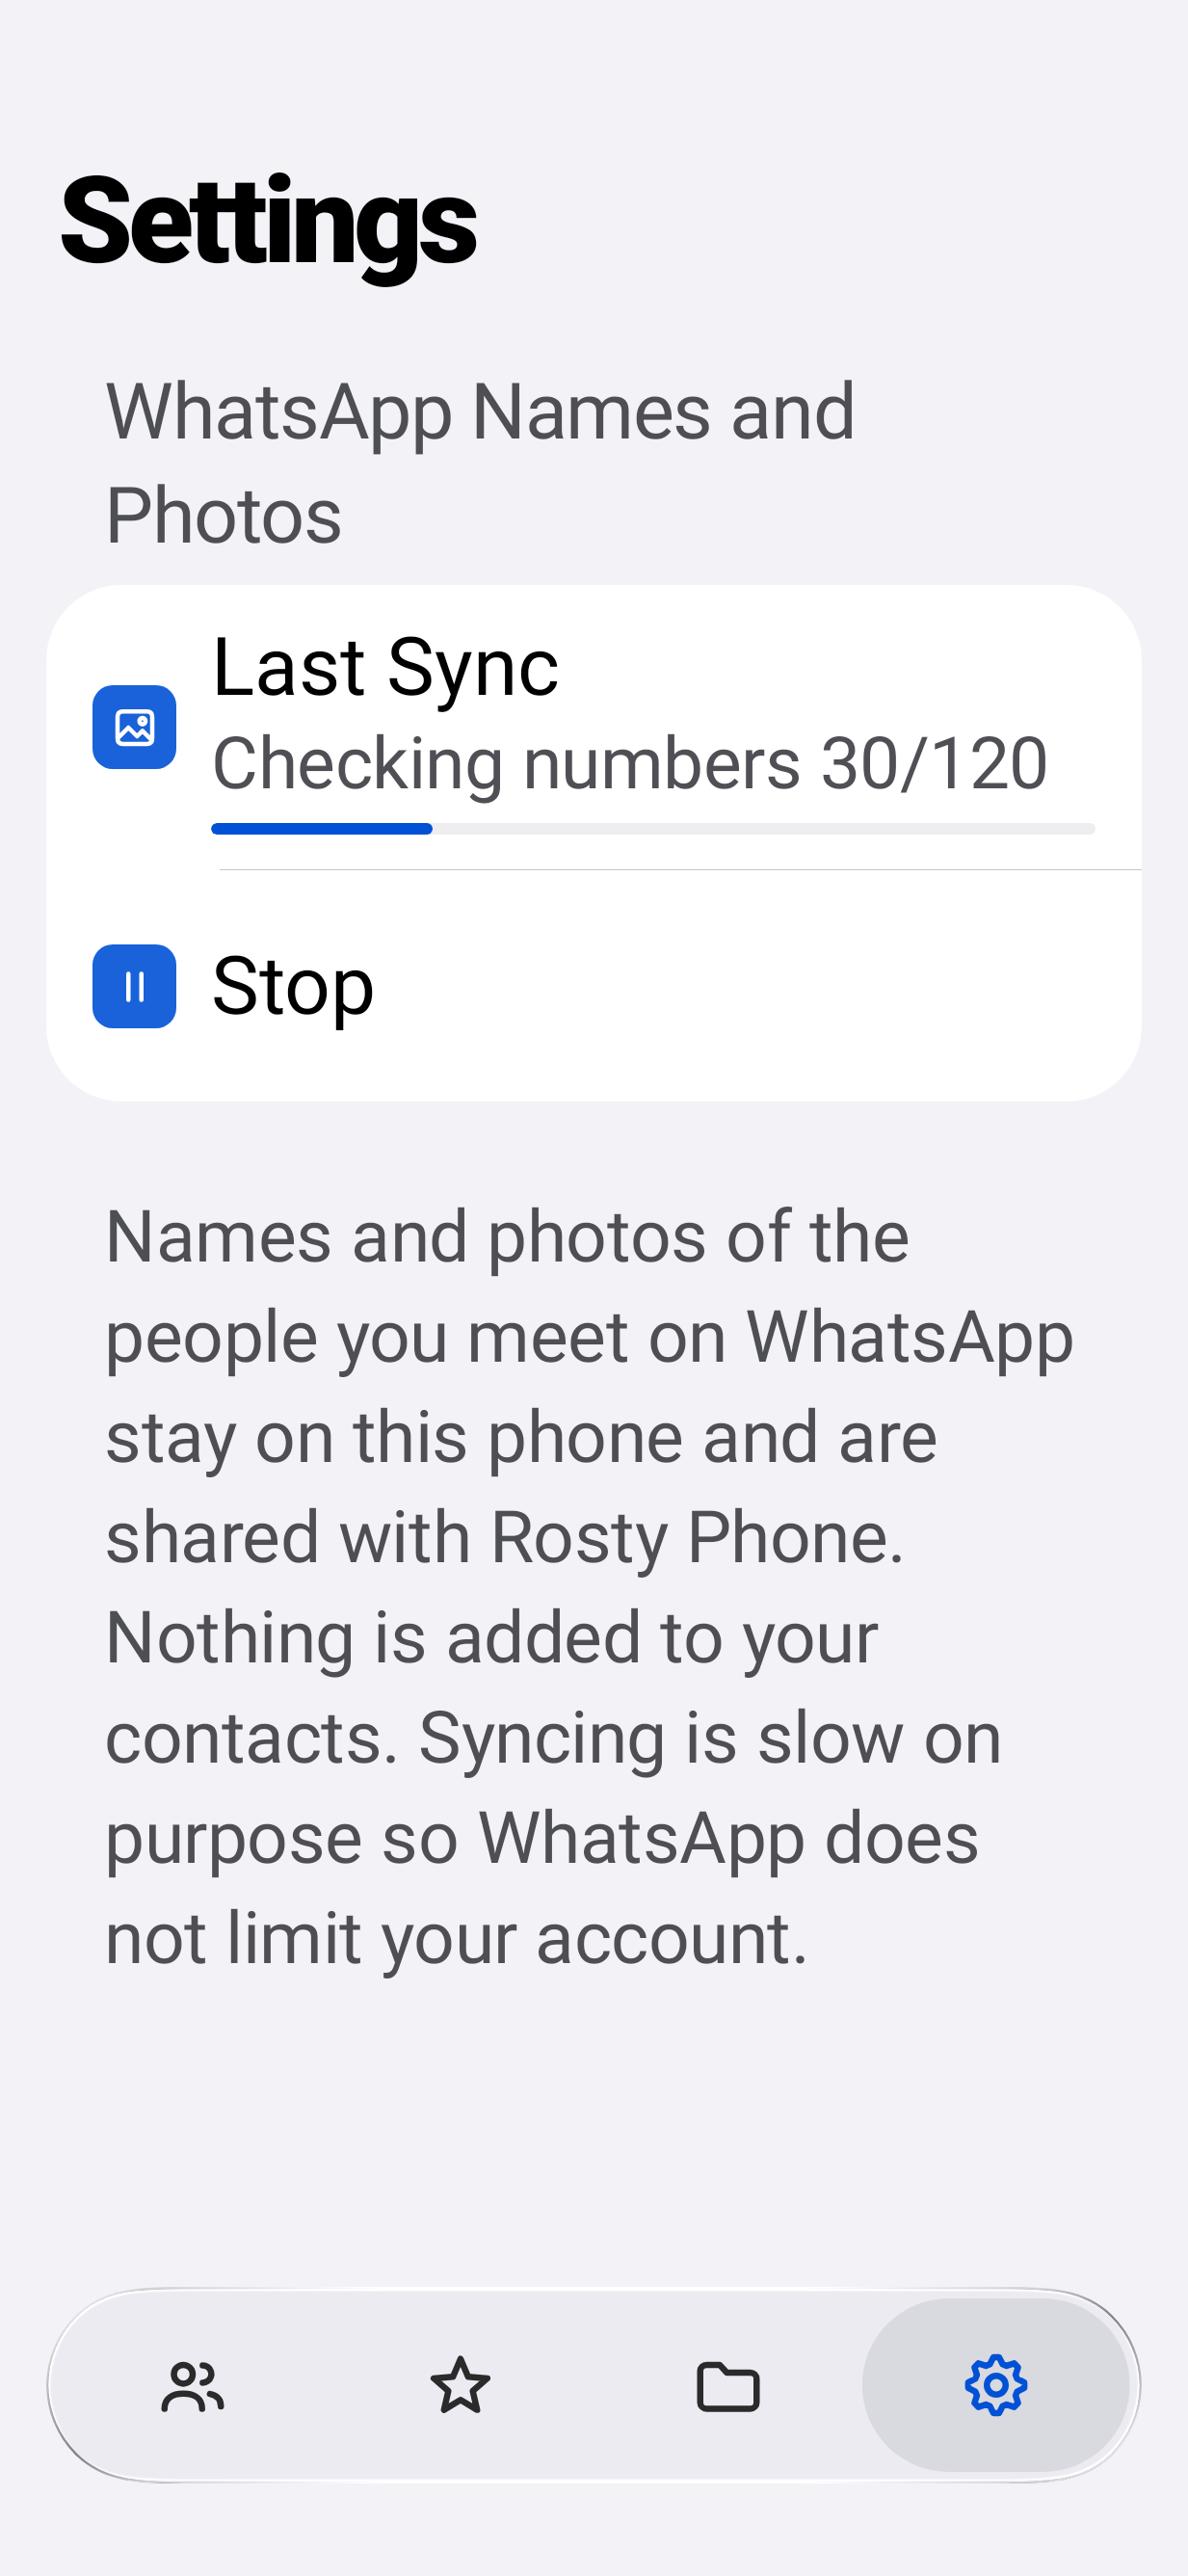 Settings
WhatsApp Names and
Photos
Last Sync
Checking numbers 30/120
Stop
Names and photos of the
people you meet on WhatsApp
stay on this phone and are
shared with Rosty Phone.
Nothing is added to your
contacts. Syncing is slow on
purpose so WhatsApp does
not limit your account.